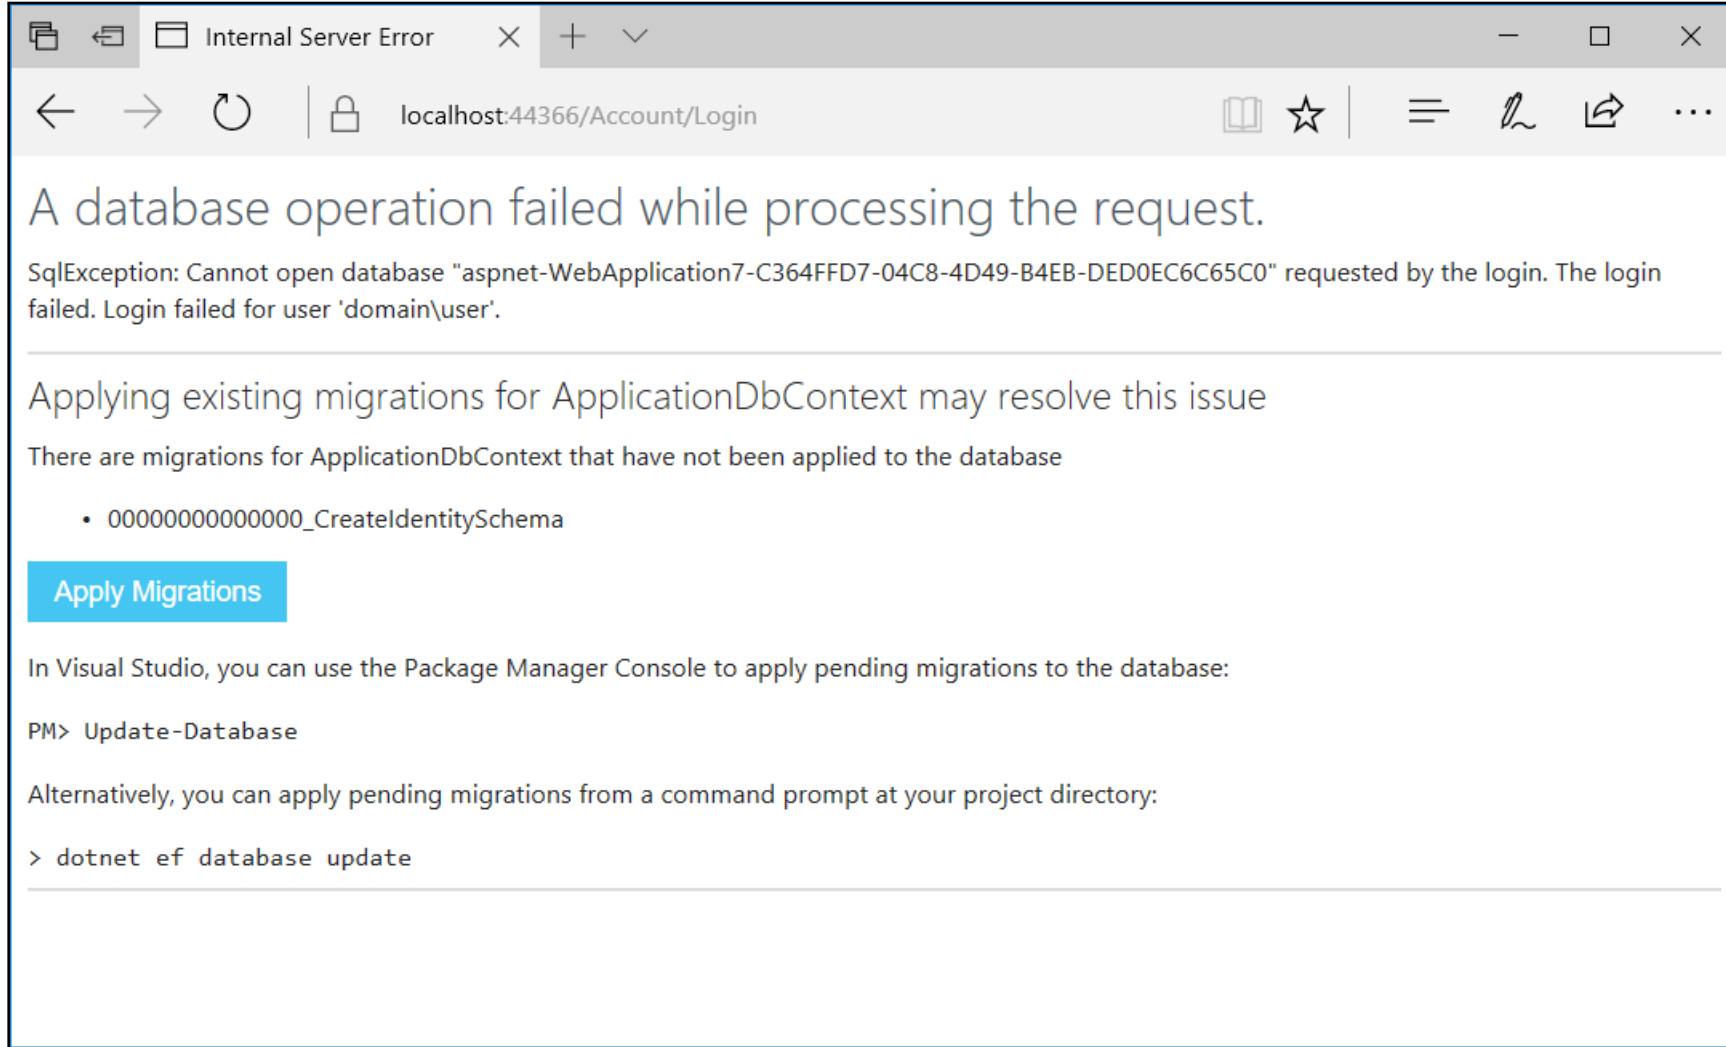 Internal Server Error
localhost:44366/Account/Login
A database operation failed while processing the request.
SqlException: Cannot open database "aspnet-WebApplication7-C364FFD7-04C8-4D49-B4EB-DED0EC6C65C0" requested by the login. The login
failed. Login failed for user 'domain\user'.
Applying existing migrations for ApplicationDbContext may resolve this issue
There are migrations for ApplicationDbContext that have not been applied to the database
• 00000000000000_CreateIdentitySchema
Apply Migrations
In Visual Studio, you can use the Package Manager Console to apply pending migrations to the database:
PM> Update-Database
Alternatively, you can apply pending migrations from a command prompt at your project directory:
> dotnet ef database update